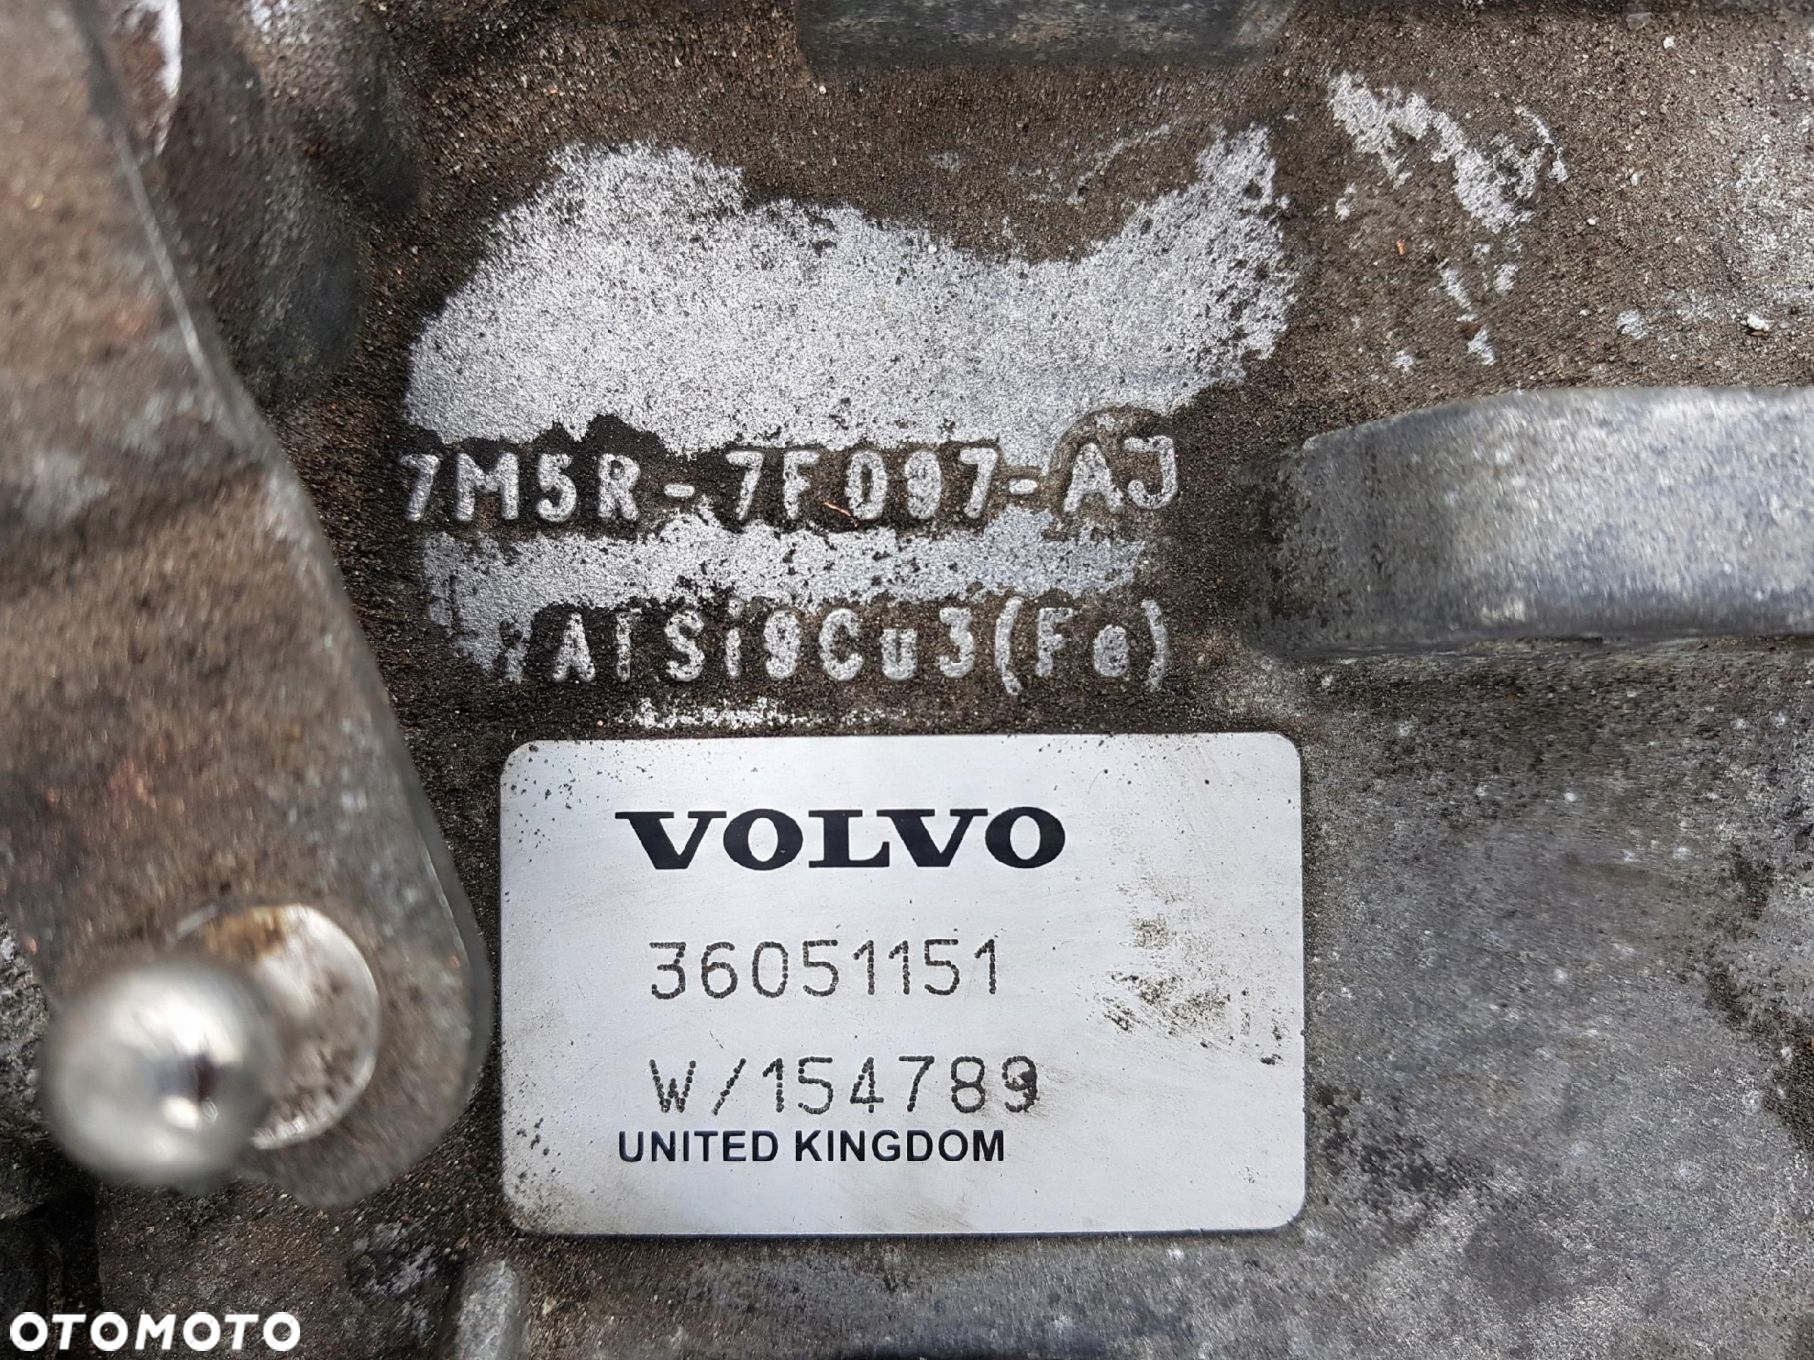 7M5R-7F097-AJ
AlSi9Cu3(Fe)
VOLVO
36051151
W/154789
UNITED KINGDOM
OTOMOTO